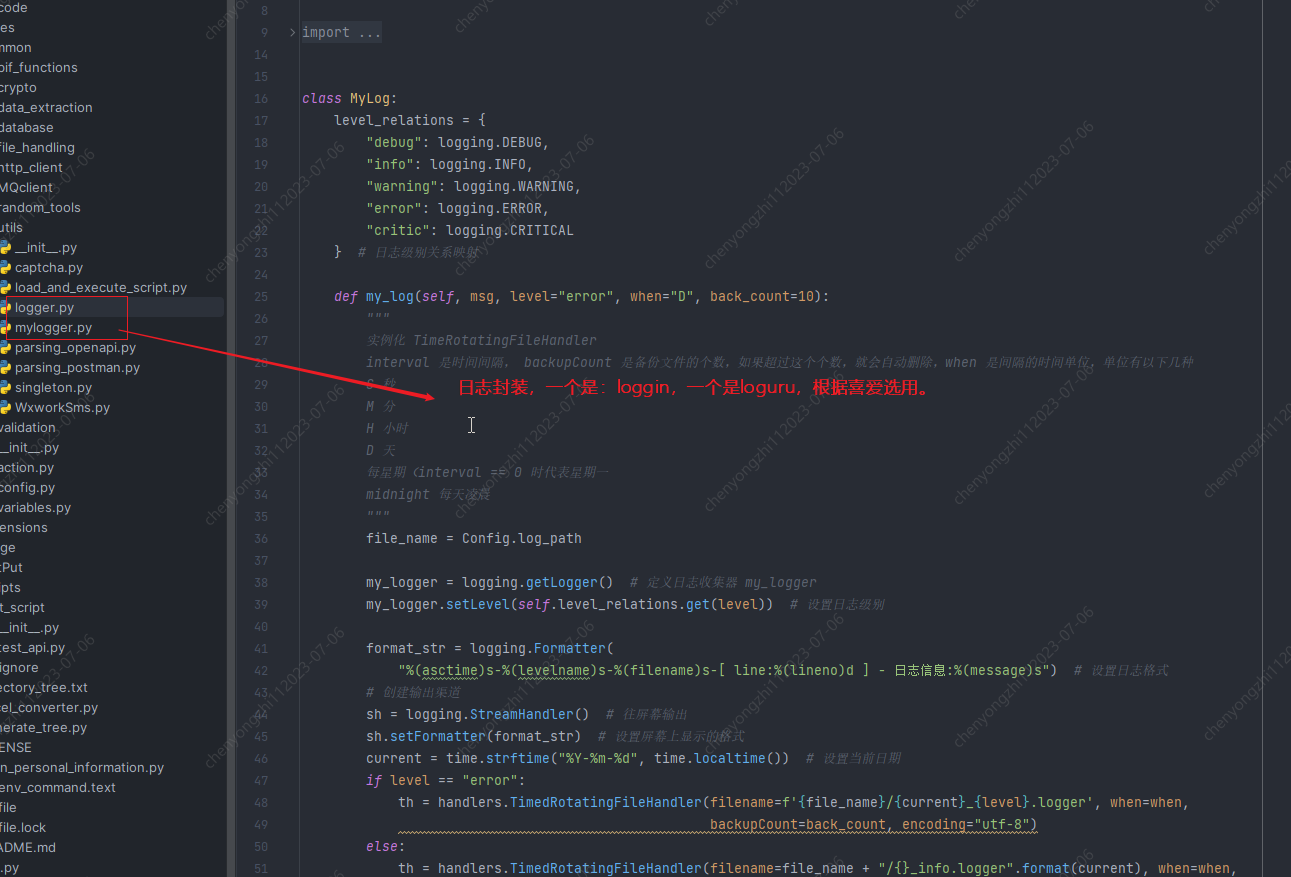 code
es
mmon
oif_functions
crypto
data_extraction
database
file_handling
http_client
MQclient
random_tools
utils
__init__.py
captcha.py
load_and_execute_script.py
logger.py
mylogger.py
parsing_openapi.py
parsing_postman.py
singleton.py
WxworkSms.py
validation
__init__.py
action.py
config.py
variables.py
ensions
ge
tPut
ipts
t_script
__init__.py
test_api.py
ignore
ectory_tree.txt
cel_converter.py
nerate_tree.py
ENSE
n_personal_information.py
env_command.text
file
file.lock
ADME.md
.py
8
9 import ...
14
15
16 class MyLog:
17 level_relations = {
18 "debug": logging.DEBUG,
19 "info": logging.INFO,
20 "warning": logging.WARNING,
21 "error": logging.ERROR,
22 "critic": logging.CRITICAL
23 } # 日志级别关系映射
24
25 def my_log(self, msg, level="error", when="D", back_count=10):
26 """
27 实例化 TimeRotatingFileHandler
28 interval 是时间间隔， backupCount 是备份文件的个数，如果超过这个个数，就会自动删除，when 是间隔的时间单位，单位有以下几种
29 S 秒
日志封装，一个是：loggin，一个是loguru，根据喜爱选用。
30 M 分
31 H 小时
32 D 天
33 每星期（interval == 0 时代表星期一
34 midnight 每天凌晨
35 """
36 file_name = Config.log_path
37
38 my_logger = logging.getLogger() # 定义日志收集器 my_logger
39 my_logger.setLevel(self.level_relations.get(level)) # 设置日志级别
40
41 format_str = logging.Formatter(
42 "%(asctime)s-%(levelname)s-%(filename)s-[ line:%(lineno)d ] - 日志信息:%(message)s") # 设置日志格式
43 # 创建输出渠道
44 sh = logging.StreamHandler() # 往屏幕输出
45 sh.setFormatter(format_str) # 设置屏幕上显示的格式
46 current = time.strftime("%Y-%m-%d", time.localtime()) # 设置当前日期
47 if level == "error":
48 th = handlers.TimedRotatingFileHandler(filename=f'{file_name}/{current}_{level}.logger', when=when,
49 backupCount=back_count, encoding="utf-8")
50 else:
51 th = handlers.TimedRotatingFileHandler(filename=file_name + "/{}_info.logger".format(current), when=when,
chenyongzhi112023-07-06